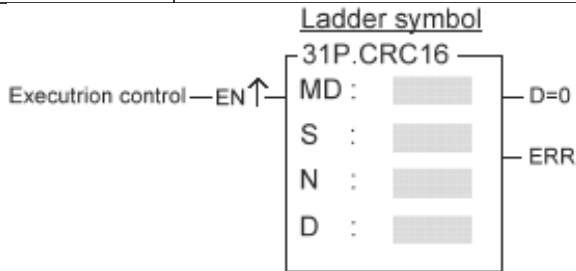 Ladder symbol
31P.CRC16
Executrion control EN↑ MD : D=0
S : ERR
N :
D :